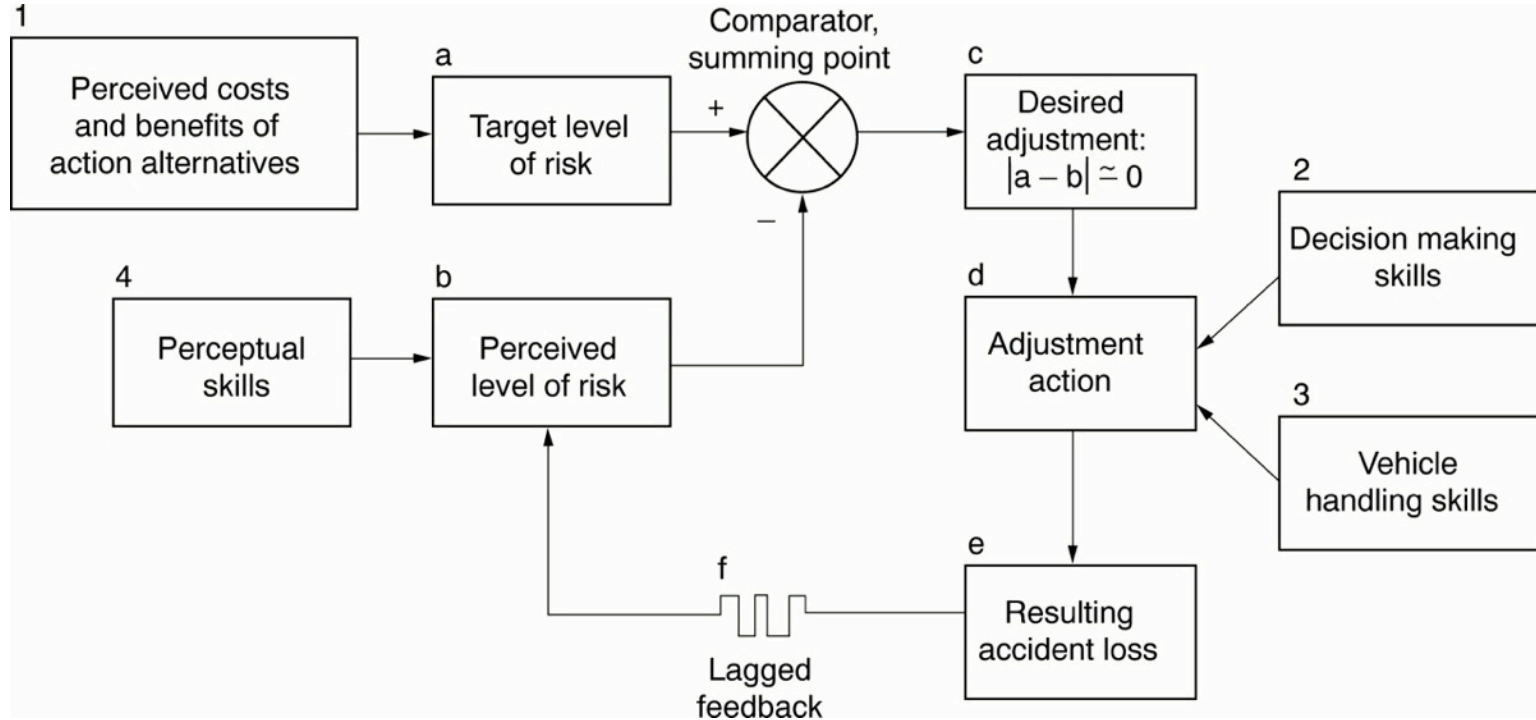 1
Perceived costs
and benefits of
action alternatives
a
Target level
of risk
+
Comparator,
summing point
−
c
Desired
adjustment:
|a – b| ≃ 0
2
Decision making
skills
4
Perceptual
skills
b
Perceived
level of risk
d
Adjustment
action
3
Vehicle
handling skills
e
Resulting
accident loss
f
Lagged
feedback